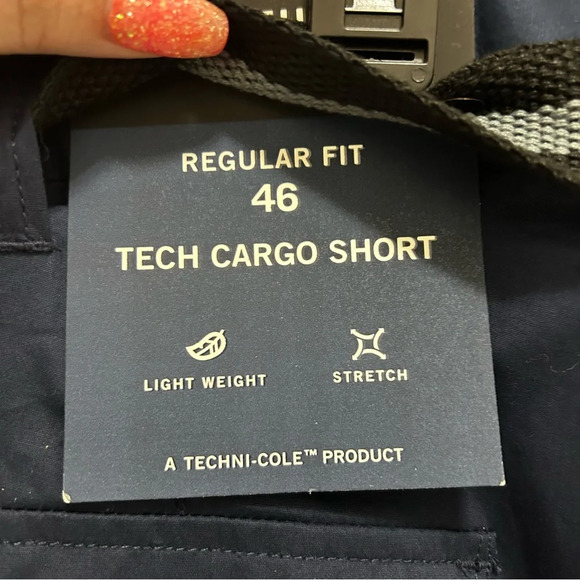 REGULAR FIT
46
TECH CARGO SHORT
LIGHT WEIGHT
STRETCH
A TECHNI-COLE™ PRODUCT